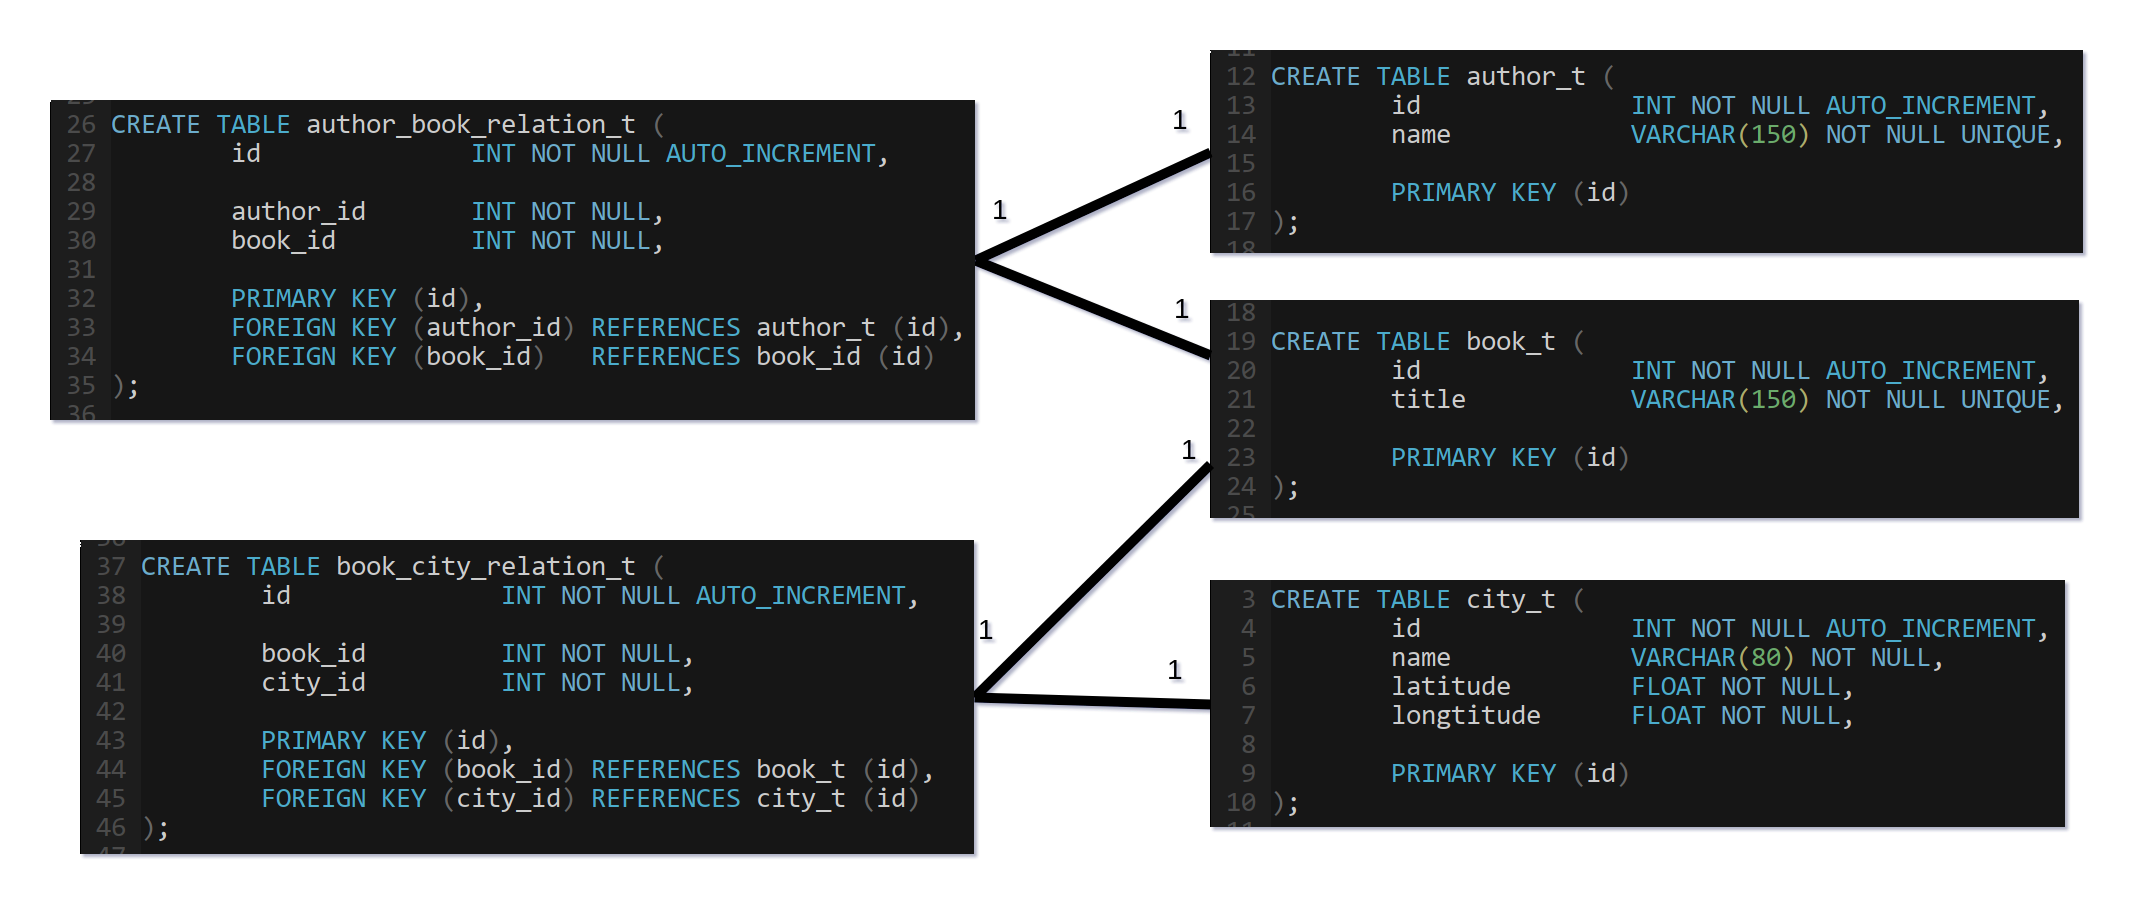 26 CREATE TABLE author_book_relation_t (
27 id INT NOT NULL AUTO_INCREMENT,
28
29 author_id INT NOT NULL,
30 book_id INT NOT NULL,
31
32 PRIMARY KEY (id),
33 FOREIGN KEY (author_id) REFERENCES author_t (id),
34 FOREIGN KEY (book_id) REFERENCES book_id (id)
35 );
36
37 CREATE TABLE book_city_relation_t (
38 id INT NOT NULL AUTO_INCREMENT,
39
40 book_id INT NOT NULL,
41 city_id INT NOT NULL,
42
43 PRIMARY KEY (id),
44 FOREIGN KEY (book_id) REFERENCES book_t (id),
45 FOREIGN KEY (city_id) REFERENCES city_t (id)
46 );
47
1
1
1
1
1
1
11
12 CREATE TABLE author_t (
13 id INT NOT NULL AUTO_INCREMENT,
14 name VARCHAR(150) NOT NULL UNIQUE,
15
16 PRIMARY KEY (id)
17 );
18
18
19 CREATE TABLE book_t (
20 id INT NOT NULL AUTO_INCREMENT,
21 title VARCHAR(150) NOT NULL UNIQUE,
22
23 PRIMARY KEY (id)
24 );
25
3 CREATE TABLE city_t (
4 id INT NOT NULL AUTO_INCREMENT,
5 name VARCHAR(80) NOT NULL,
6 latitude FLOAT NOT NULL,
7 longtitude FLOAT NOT NULL,
8
9 PRIMARY KEY (id)
10 );
11